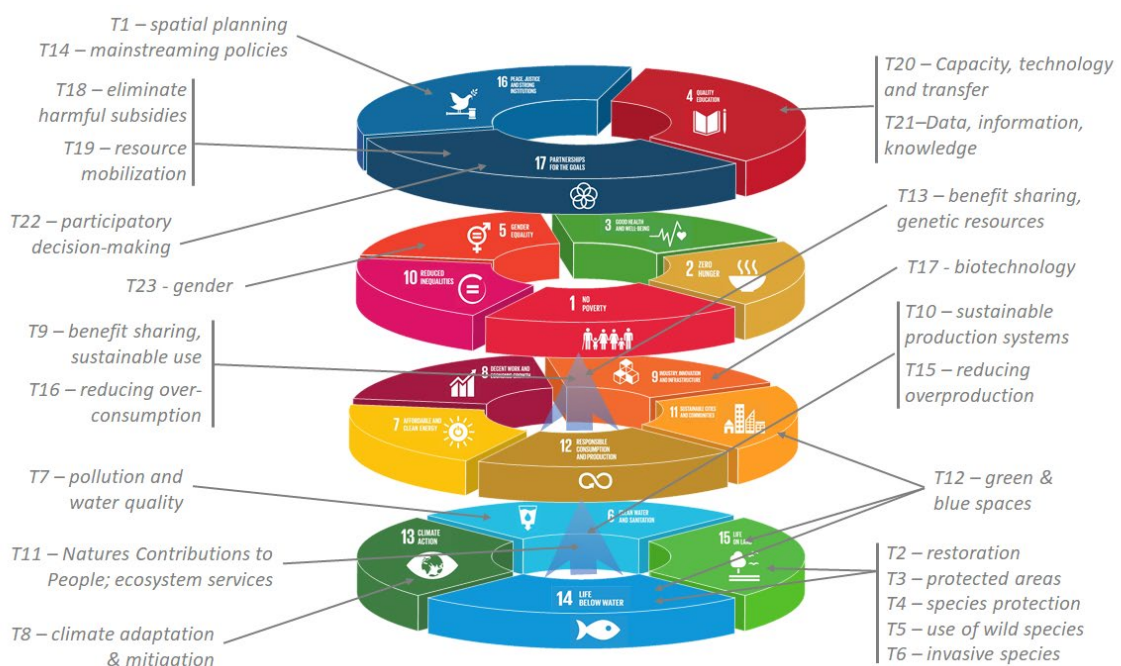 T1 – spatial planning
T14 – mainstreaming policies
T18 – eliminate
harmful subsidies
T19 – resource
mobilization
T22 – participatory
decision-making
T23 - gender
T9 – benefit sharing,
sustainable use
T16 – reducing over-
consumption
T7 – pollution and
water quality
T11 – Natures Contributions to
People; ecosystem services
T8 – climate adaptation
& mitigation
16 PEACE, JUSTICE
AND STRONG
INSTITUTIONS
4 QUALITY
EDUCATION
17 PARTNERSHIPS
FOR THE GOALS
5 GENDER
EQUALITY
3 GOOD HEALTH
AND WELL-BEING
10 REDUCED
INEQUALITIES
2 ZERO
HUNGER
1 NO
POVERTY
8 DECENT WORK AND
ECONOMIC GROWTH
9 INDUSTRY, INNOVATION
AND INFRASTRUCTURE
7 AFFORDABLE AND
CLEAN ENERGY
11 SUSTAINABLE CITIES
AND COMMUNITIES
12 RESPONSIBLE
CONSUMPTION
AND PRODUCTION
6 CLEAN WATER
AND SANITATION
13 CLIMATE
ACTION
15 LIFE
ON LAND
14 LIFE
BELOW WATER
T20 – Capacity, technology
and transfer
T21–Data, information,
knowledge
T13 – benefit sharing,
genetic resources
T17 - biotechnology
T10 – sustainable
production systems
T15 – reducing
overproduction
T12 – green &
blue spaces
T2 – restoration
T3 – protected areas
T4 – species protection
T5 – use of wild species
T6 – invasive species